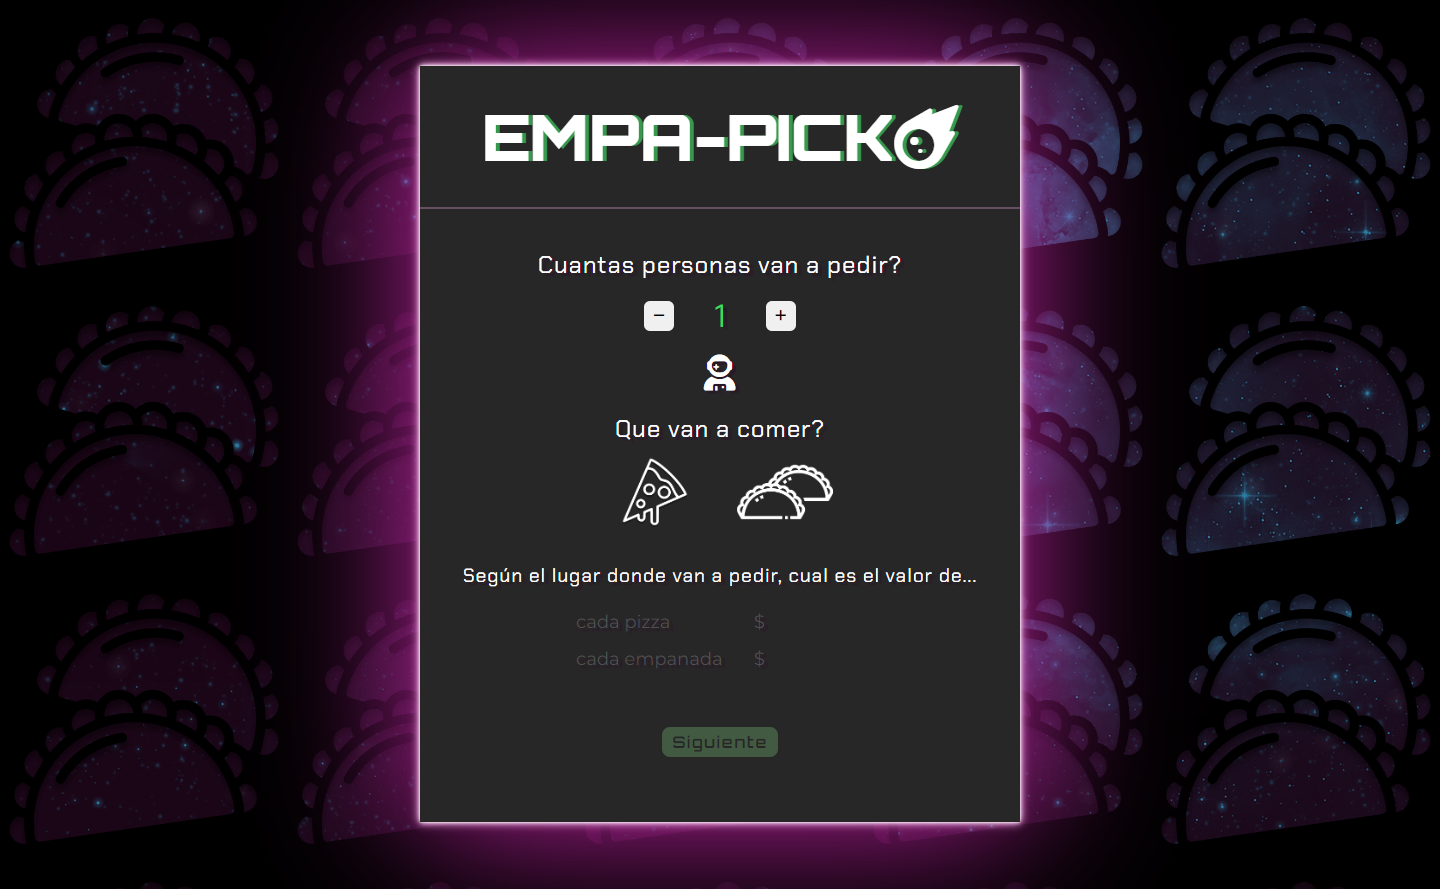 EMPA-PICK
Cuantas personas van a pedir?
− 1 +
Que van a comer?
Según el lugar donde van a pedir, cual es el valor de...
cada pizza $
cada empanada $
Siguiente